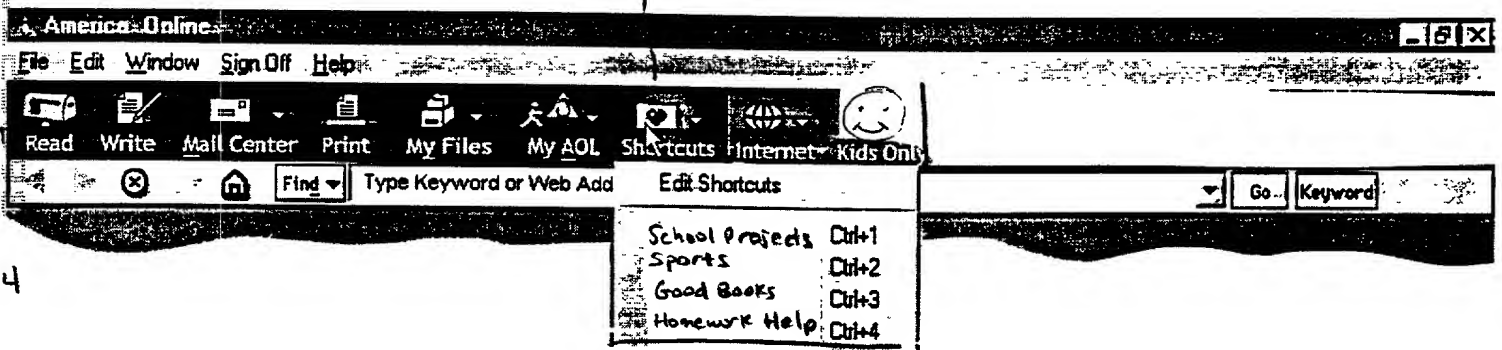 America Online
File Edit Window Sign Off Help
Read Write Mail Center Print My Files My AOL Shortcuts Internet Kids Only
Find Type Keyword or Web Add Go Keyword
Edit Shortcuts
School Projects Ctrl+1
Sports Ctrl+2
Good Books Ctrl+3
Homewrk Help Ctrl+4
4